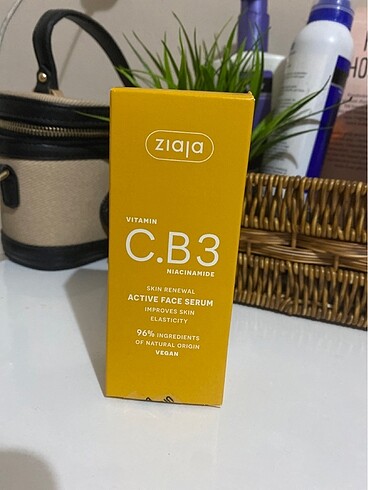 ziaja
VITAMIN
C.B3
NIACINAMIDE
SKIN RENEWAL
ACTIVE FACE SERUM
IMPROVES SKIN
ELASTICITY
96% INGREDIENTS
OF NATURAL ORIGIN
VEGAN